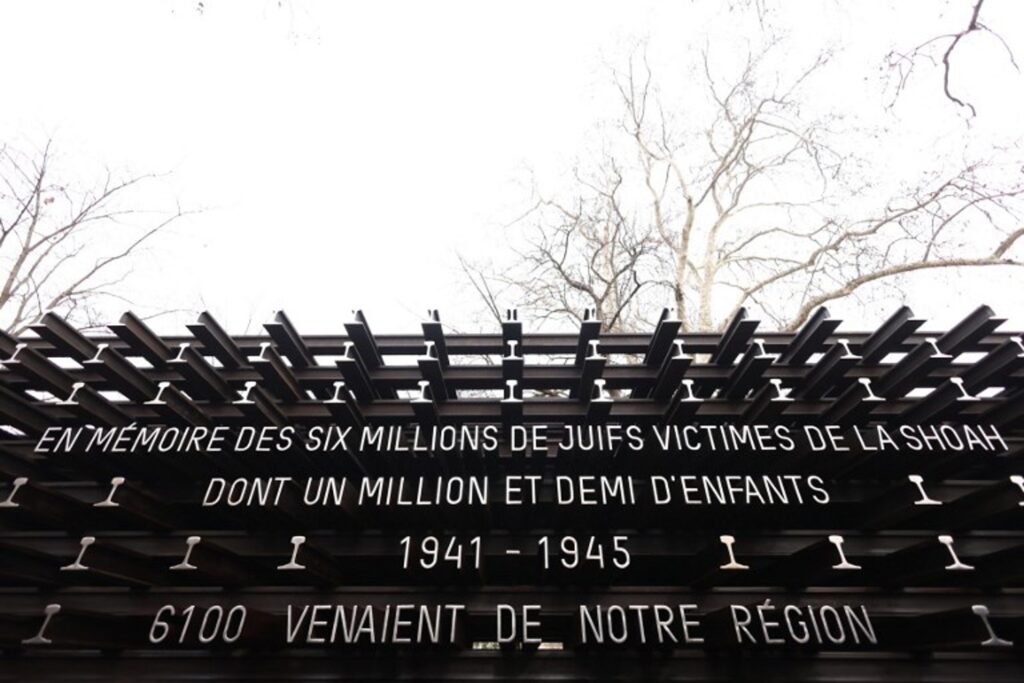 EN MÉMOIRE DES SIX MILLIONS DE JUIFS VICTIMES DE LA SHOAH
DONT UN MILLION ET DEMI D'ENFANTS
1941 - 1945
6100 VENAIENT DE NOTRE RÉGION